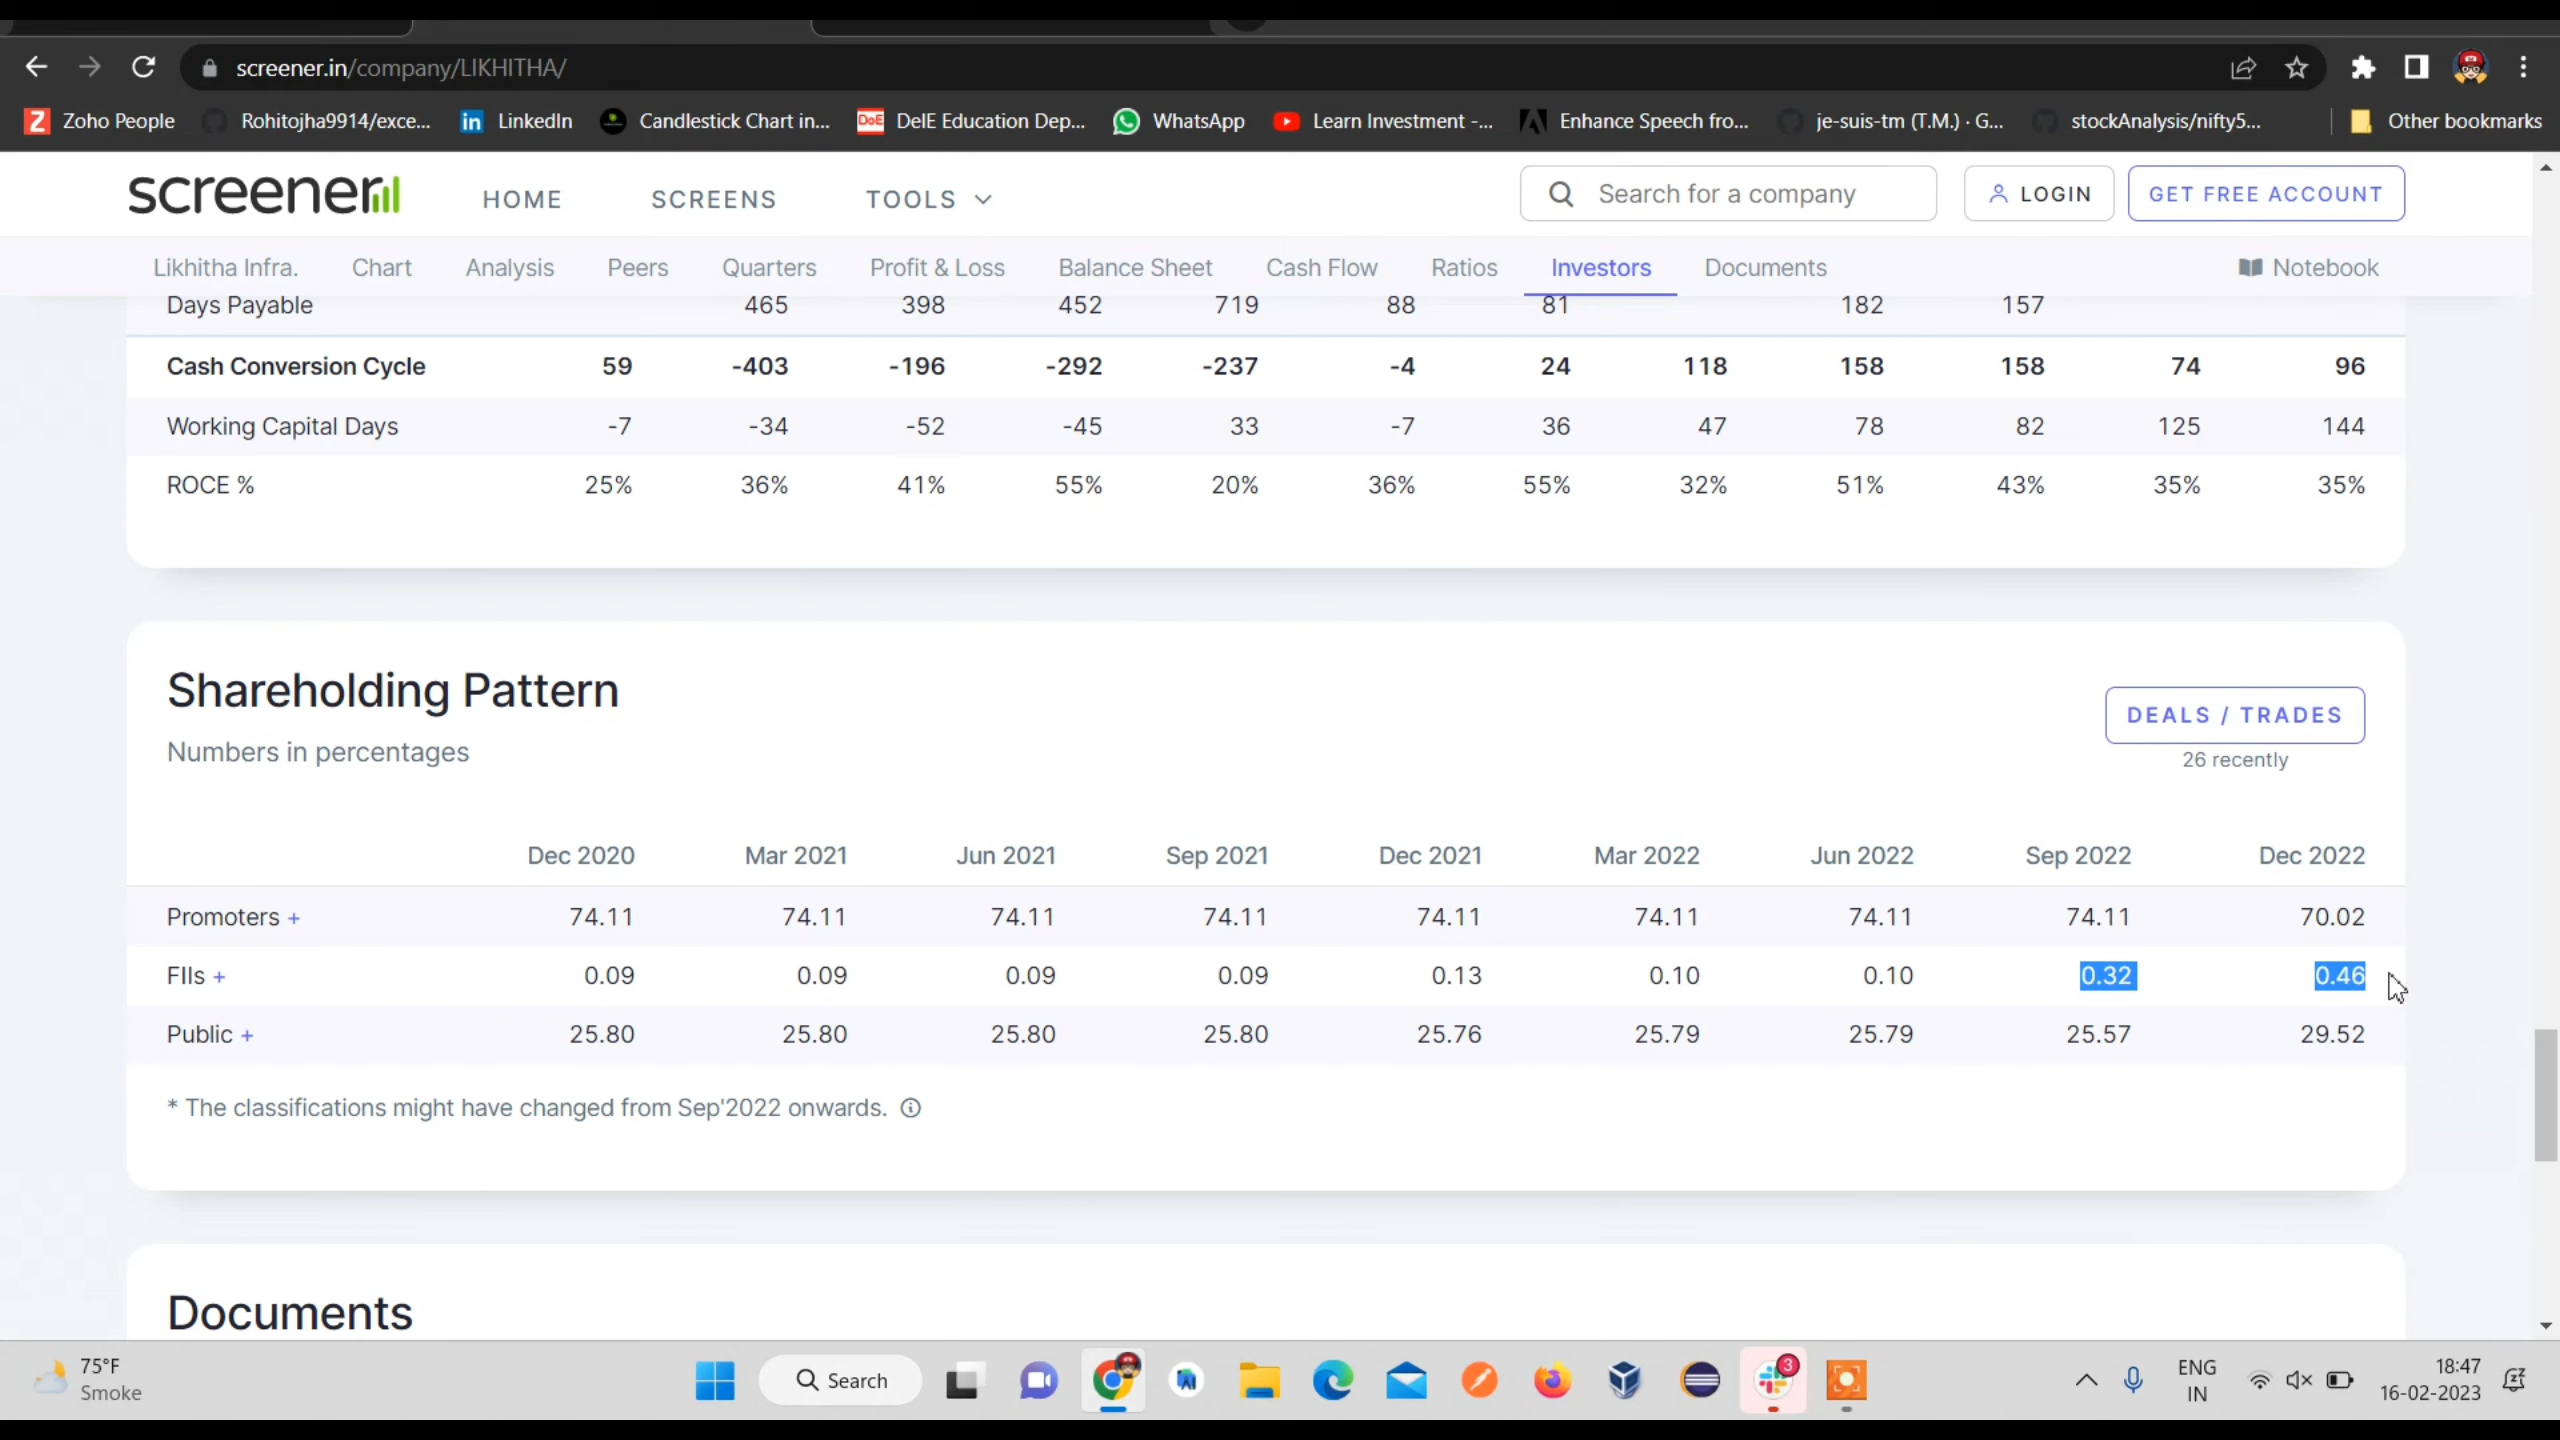 screener.in/company/LIKHITHA/
Zoho People Rohitojha9914/exce... LinkedIn Candlestick Chart in... DelE Education Dep... WhatsApp Learn Investment -... Enhance Speech fro... je-suis-tm (T.M.) · G... stockAnalysis/nifty5... Other bookmarks
screener HOME SCREENS TOOLS Search for a company LOGIN GET FREE ACCOUNT
Likhitha Infra. Chart Analysis Peers Quarters Profit & Loss Balance Sheet Cash Flow Ratios Investors Documents Notebook
Days Payable 465 398 452 719 88 81 182 157
Cash Conversion Cycle 59 -403 -196 -292 -237 -4 24 118 158 158 74 96
Working Capital Days -7 -34 -52 -45 33 -7 36 47 78 82 125 144
ROCE % 25% 36% 41% 55% 20% 36% 55% 32% 51% 43% 35% 35%
Shareholding Pattern
DEALS / TRADES
Numbers in percentages
26 recently
Dec 2020 Mar 2021 Jun 2021 Sep 2021 Dec 2021 Mar 2022 Jun 2022 Sep 2022 Dec 2022
Promoters + 74.11 74.11 74.11 74.11 74.11 74.11 74.11 74.11 70.02
FIIs + 0.09 0.09 0.09 0.09 0.13 0.10 0.10 0.32 0.46
Public + 25.80 25.80 25.80 25.80 25.76 25.79 25.79 25.57 29.52
* The classifications might have changed from Sep'2022 onwards.
Documents
75°F
Smoke
Search
3
ENG
IN
18:47
16-02-2023